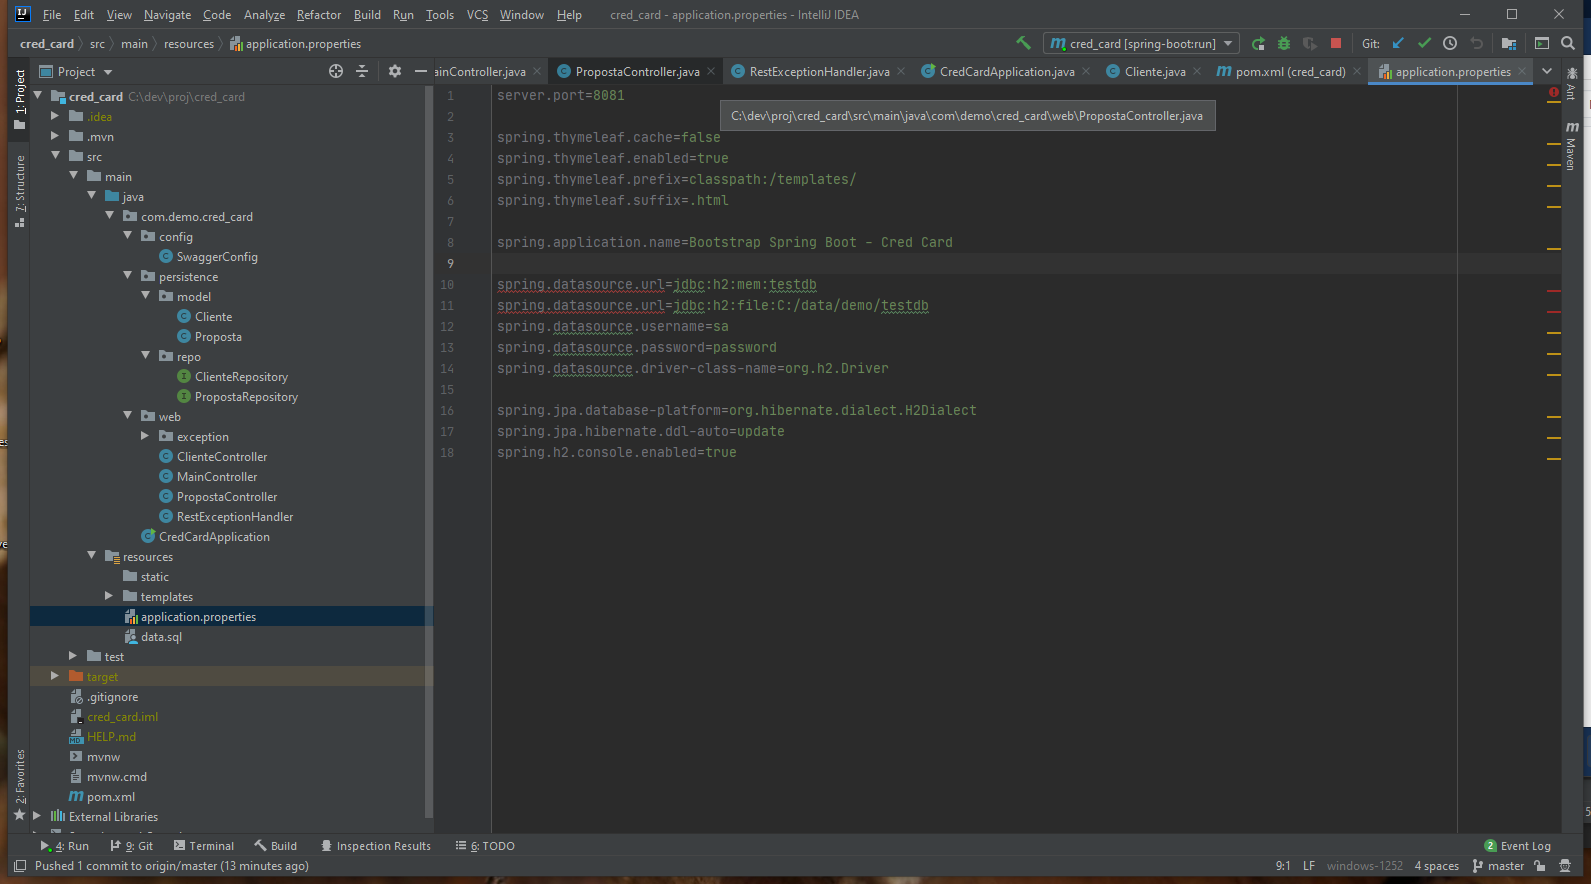 File Edit View Navigate Code Analyze Refactor Build Run Tools VCS Window Help cred_card - application.properties - IntelliJ IDEA
cred_card src main resources application.properties
cred_card [spring-boot:run] Git:
1: Project
7: Structure
2: Favorites
Project
ainController.java PropostaController.java RestExceptionHandler.java CredCardApplication.java Cliente.java pom.xml (cred_card) application.properties
Ant
Maven
cred_card C:\dev\proj\cred_card
.idea
.mvn
src
main
java
com.demo.cred_card
config
SwaggerConfig
persistence
model
Cliente
Proposta
repo
ClienteRepository
PropostaRepository
web
exception
ClienteController
MainController
PropostaController
RestExceptionHandler
CredCardApplication
resources
static
templates
application.properties
data.sql
test
target
.gitignore
cred_card.iml
HELP.md
mvnw
mvnw.cmd
pom.xml
External Libraries
1 server.port=8081
C:\dev\proj\cred_card\src\main\java\com\demo\cred_card\web\PropostaController.java
2
3 spring.thymeleaf.cache=false
4 spring.thymeleaf.enabled=true
5 spring.thymeleaf.prefix=classpath:/templates/
6 spring.thymeleaf.suffix=.html
7
8 spring.application.name=Bootstrap Spring Boot - Cred Card
9
10 spring.datasource.url=jdbc:h2:mem:testdb
11 spring.datasource.url=jdbc:h2:file:C:/data/demo/testdb
12 spring.datasource.username=sa
13 spring.datasource.password=password
14 spring.datasource.driver-class-name=org.h2.Driver
15
16 spring.jpa.database-platform=org.hibernate.dialect.H2Dialect
17 spring.jpa.hibernate.ddl-auto=update
18 spring.h2.console.enabled=true
4: Run 9: Git Terminal Build Inspection Results 6: TODO 2 Event Log
Pushed 1 commit to origin/master (13 minutes ago) 9:1 LF windows-1252 4 spaces master